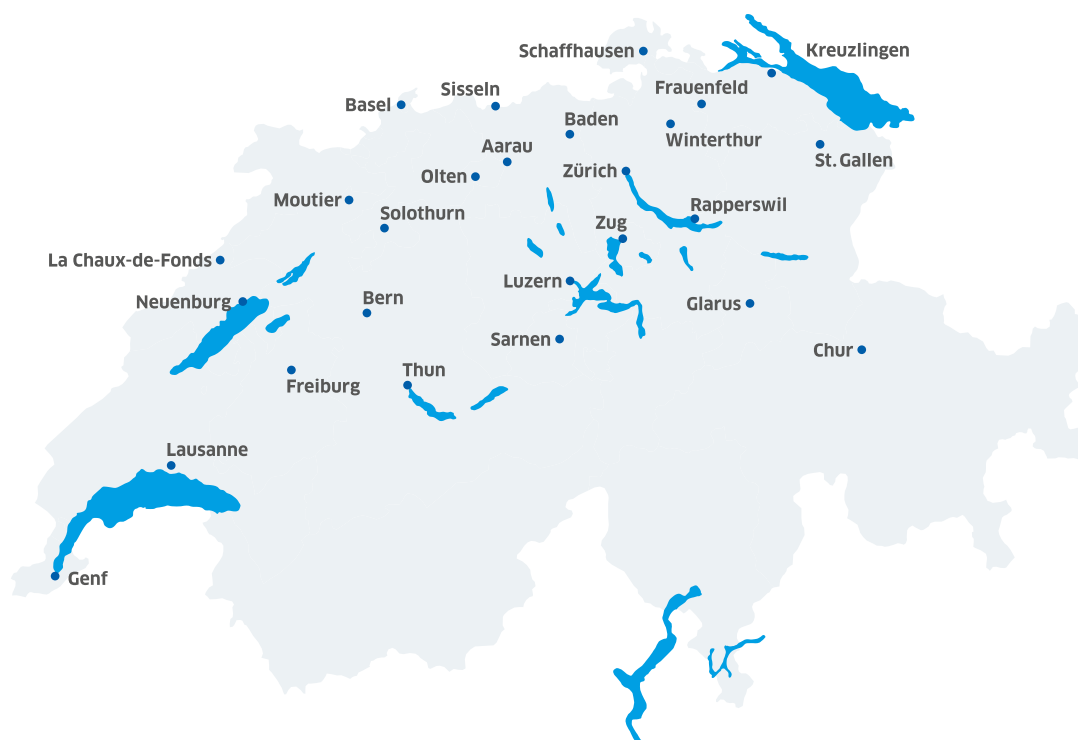 Schaffhausen
Kreuzlingen
Sisseln
Frauenfeld
Basel
Baden
Winterthur
Aarau
St. Gallen
Zürich
Olten
Moutier
Rapperswil
Solothurn
Zug
La Chaux-de-Fonds
Luzern
Neuenburg
Bern
Glarus
Sarnen
Chur
Thun
Freiburg
Lausanne
Genf